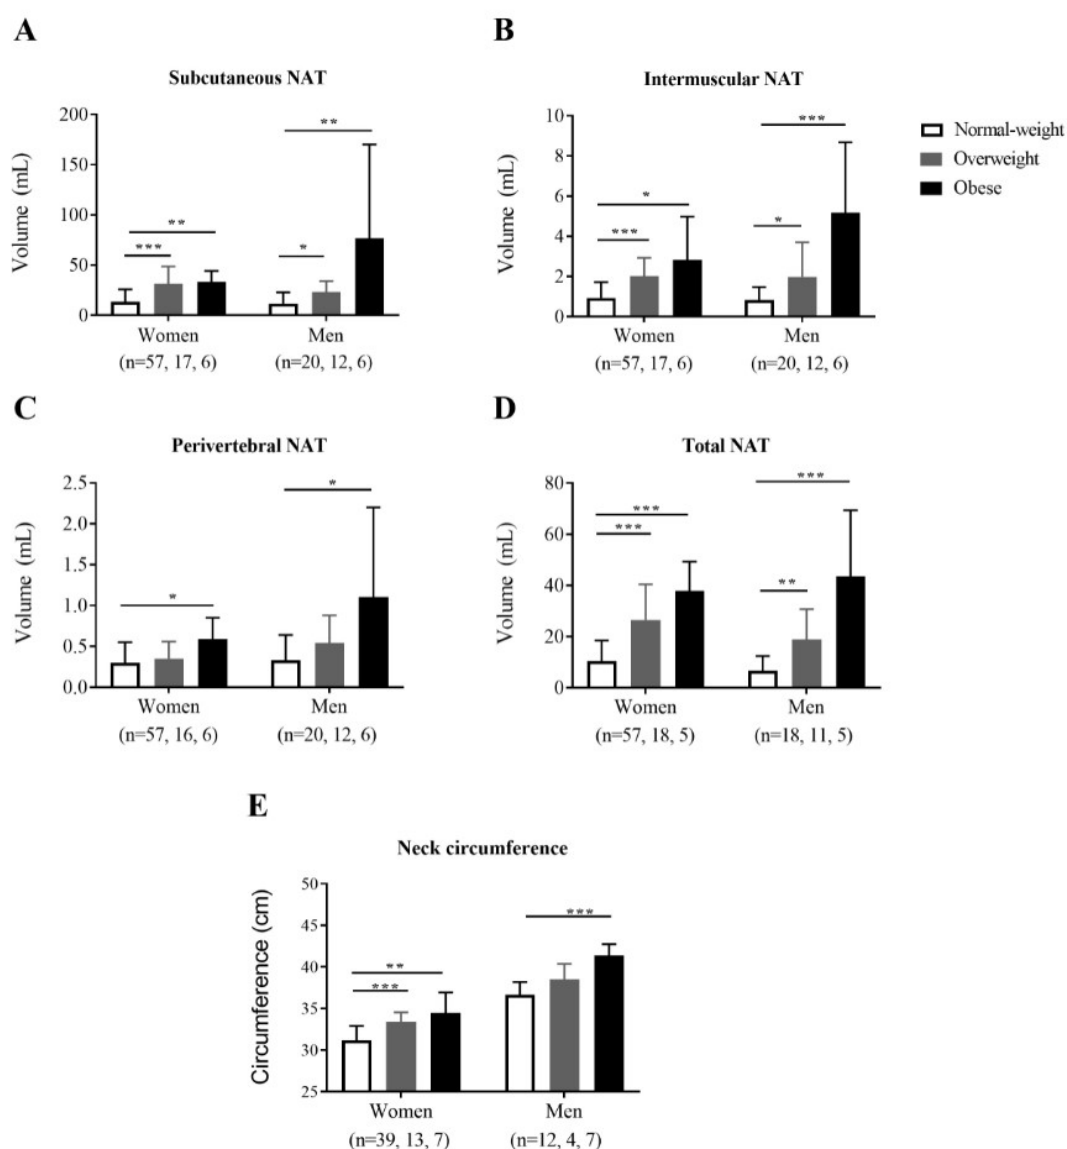 A
Subcutaneous NAT
Volume (mL)
200
150
100
50
0
**
***
*
**
Women
Men
(n=57, 17, 6)
(n=20, 12, 6)
B
Intermuscular NAT
Volume (mL)
10
8
6
4
2
0
*
***
*
***
Women
Men
(n=57, 17, 6)
(n=20, 12, 6)
Normal-weight
Overweight
Obese
C
Perivertebral NAT
Volume (mL)
2.5
2.0
1.5
1.0
0.5
0.0
*
*
Women
Men
(n=57, 16, 6)
(n=20, 12, 6)
D
Total NAT
Volume (mL)
80
60
40
20
0
***
***
**
***
Women
Men
(n=57, 18, 5)
(n=18, 11, 5)
E
Neck circumference
Circumference (cm)
50
45
40
35
30
25
**
***
***
Women
Men
(n=39, 13, 7)
(n=12, 4, 7)